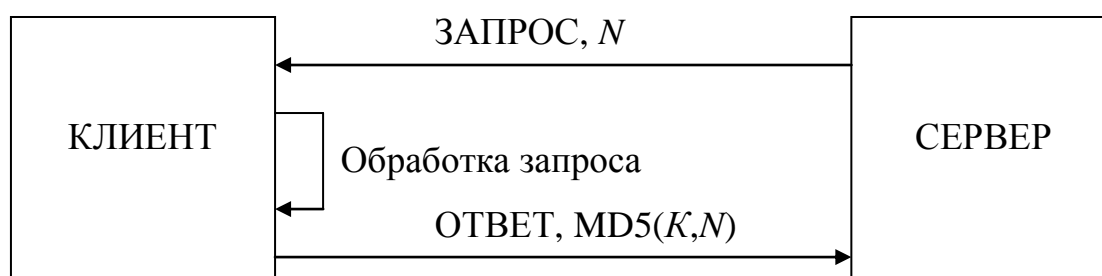 ЗАПРОС, N
КЛИЕНТ
СЕРВЕР
Обработка запроса
ОТВЕТ, MD5(K,N)